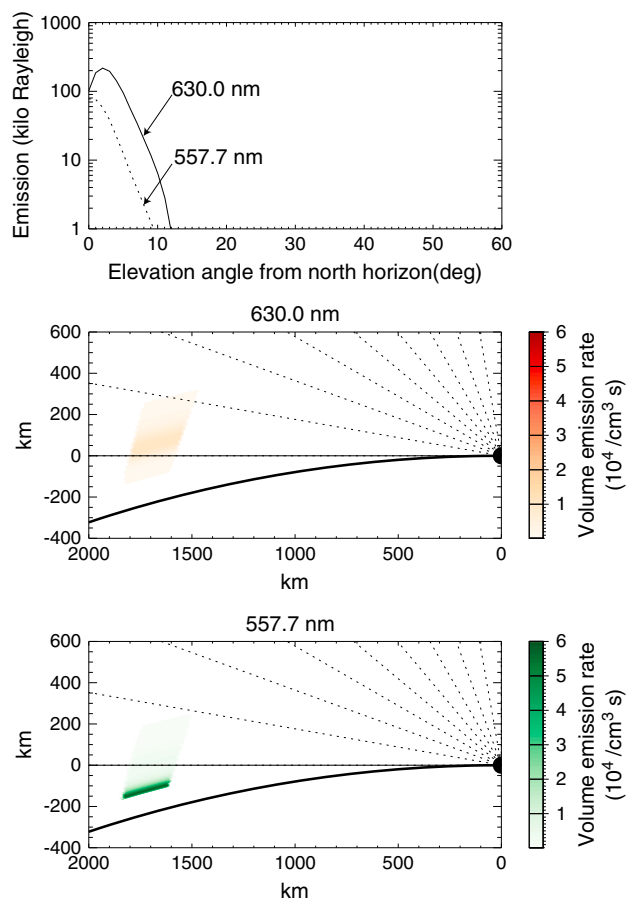 1000
100
10
1
Emission (kilo Rayleigh)
630.0 nm
557.7 nm
0 10 20 30 40 50 60
Elevation angle from north horizon(deg)
630.0 nm
600
400
200
0
-200
-400
km
2000 1500 1000 500 0
km
6
5
4
3
2
1
Volume emission rate
(10⁴ /cm³ s)
557.7 nm
600
400
200
0
-200
-400
km
2000 1500 1000 500 0
km
6
5
4
3
2
1
Volume emission rate
(10⁴ /cm³ s)